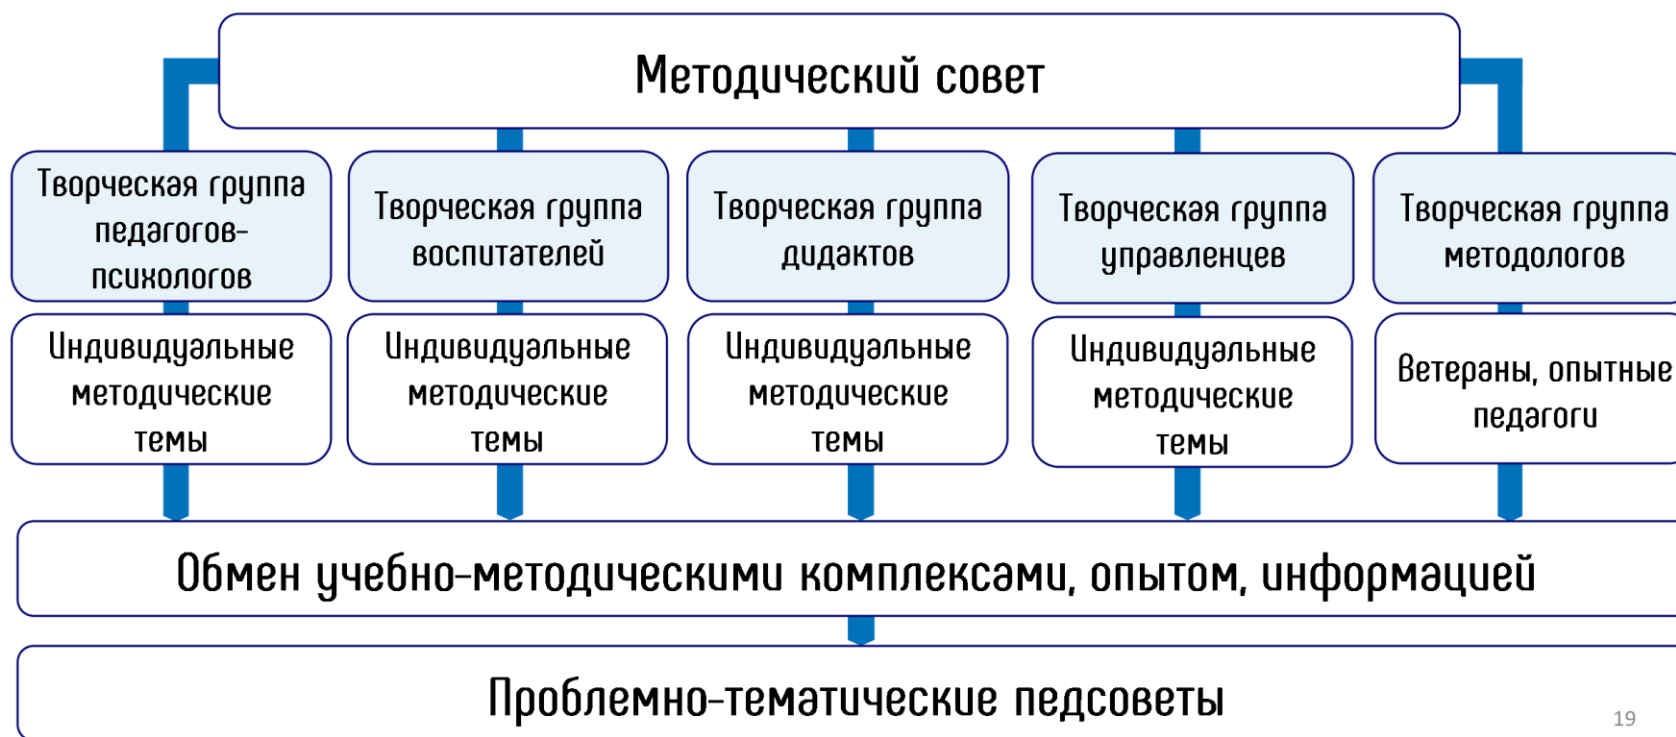 Методический совет
Творческая группа
педагогов-
психологов
Творческая группа
воспитателей
Творческая группа
дидактов
Творческая группа
управленцев
Творческая группа
методологов
Индивидуальные
методические
темы
Индивидуальные
методические
темы
Индивидуальные
методические
темы
Индивидуальные
методические
темы
Ветераны, опытные
педагоги
Обмен учебно-методическими комплексами, опытом, информацией
Проблемно-тематические педсоветы
19